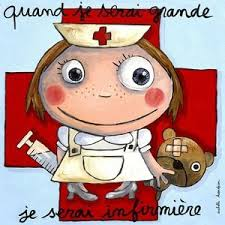 quand je serai grande
je serai infirmière